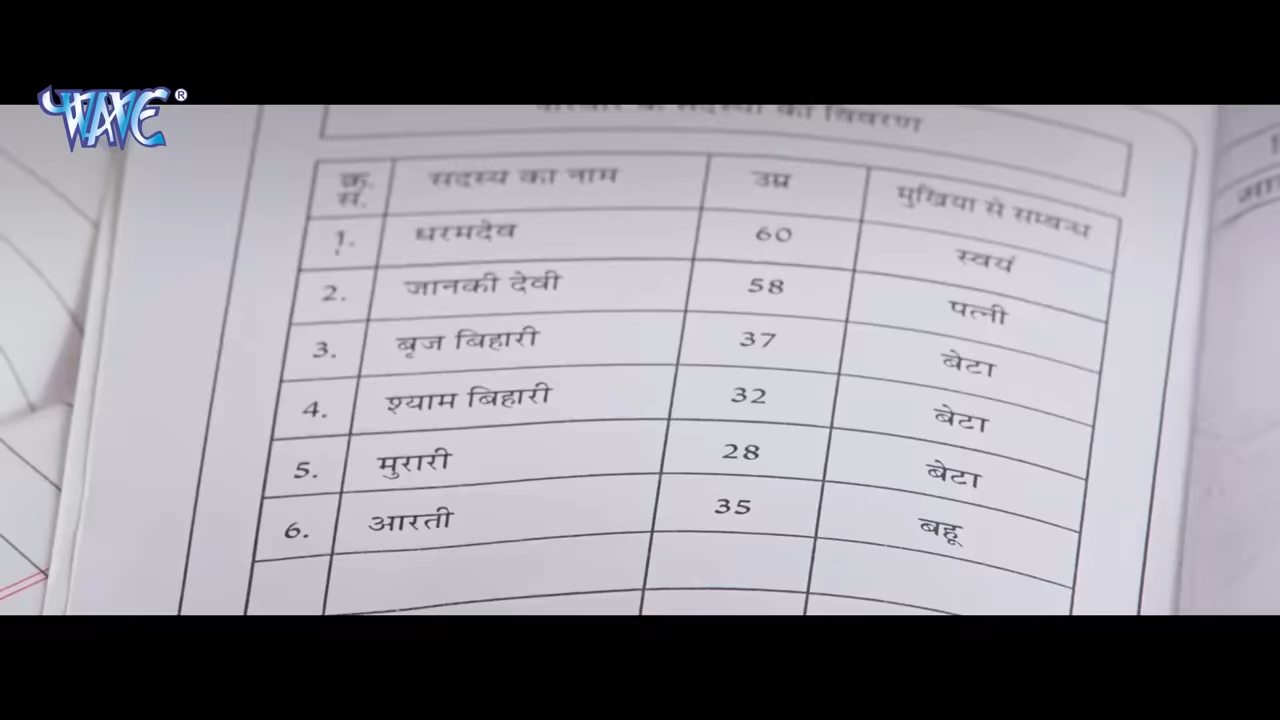 WAVE®
परिवार के सदस्यों का विवरण
क्र. सं. सदस्य का नाम उम्र मुखिया से सम्बन्ध
1. धरमदेव 60 स्वयं
2. जानकी देवी 58 पत्नी
3. बृज बिहारी 37 बेटा
4. श्याम बिहारी 32 बेटा
5. मुरारी 28 बेटा
6. आरती 35 बहू